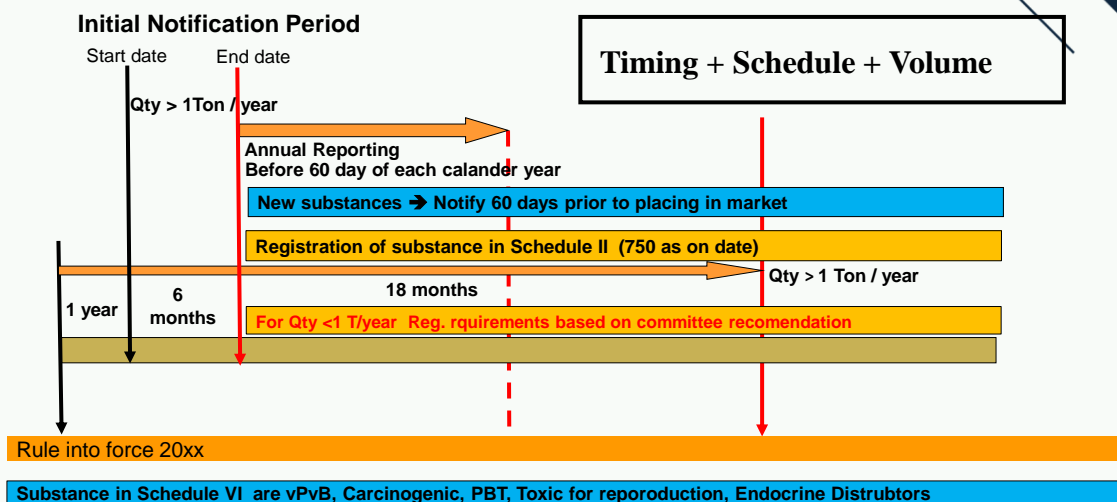 Initial Notification Period
Start date
End date
Timing + Schedule + Volume
Qty > 1Ton / year
Annual Reporting
Before 60 day of each calander year
New substances ➔ Notify 60 days prior to placing in market
Registration of substance in Schedule II (750 as on date)
Qty > 1 Ton / year
1 year
6
months
18 months
For Qty <1 T/year Reg. rquirements based on committee recomendation
Rule into force 20xx
Substance in Schedule VI are vPvB, Carcinogenic, PBT, Toxic for reporoduction, Endocrine Distrubtors